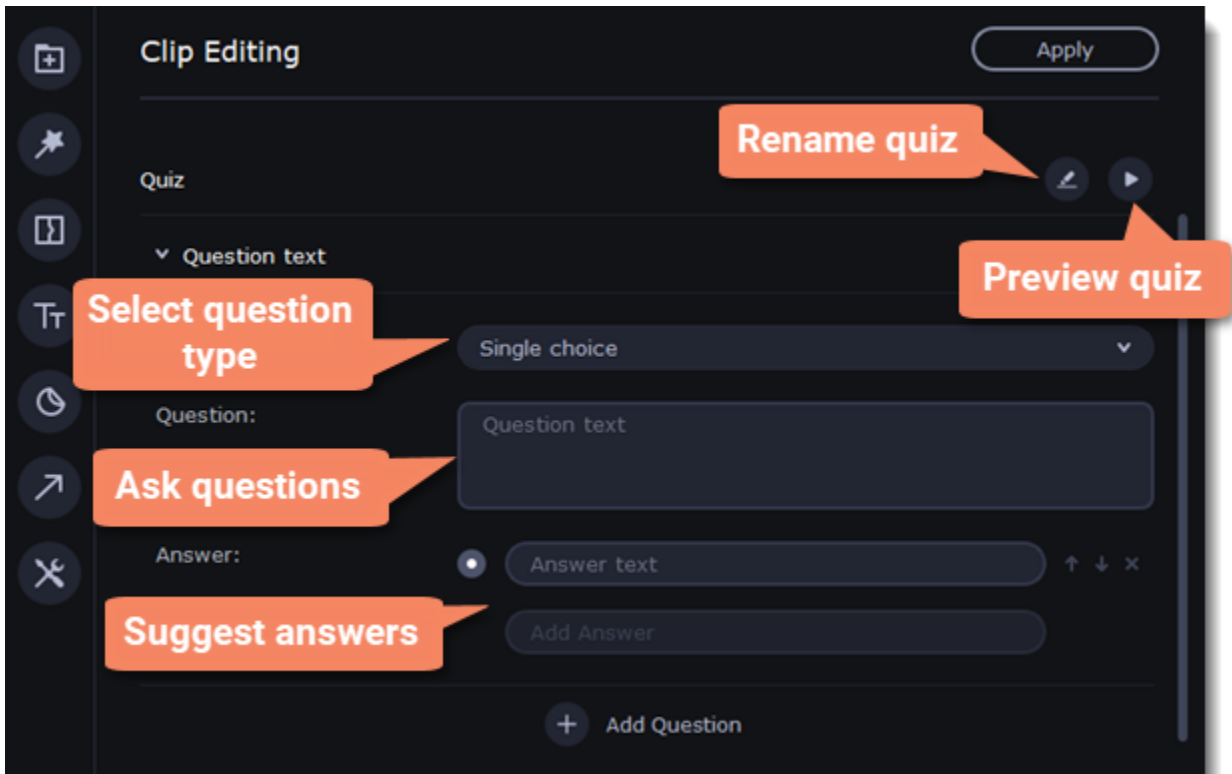 Clip Editing
Apply
Rename quiz
Quiz
Question text
Preview quiz
Select question
type
Single choice
Question:
Question text
Ask questions
Answer:
Answer text
Suggest answers
Add Answer
Add Question